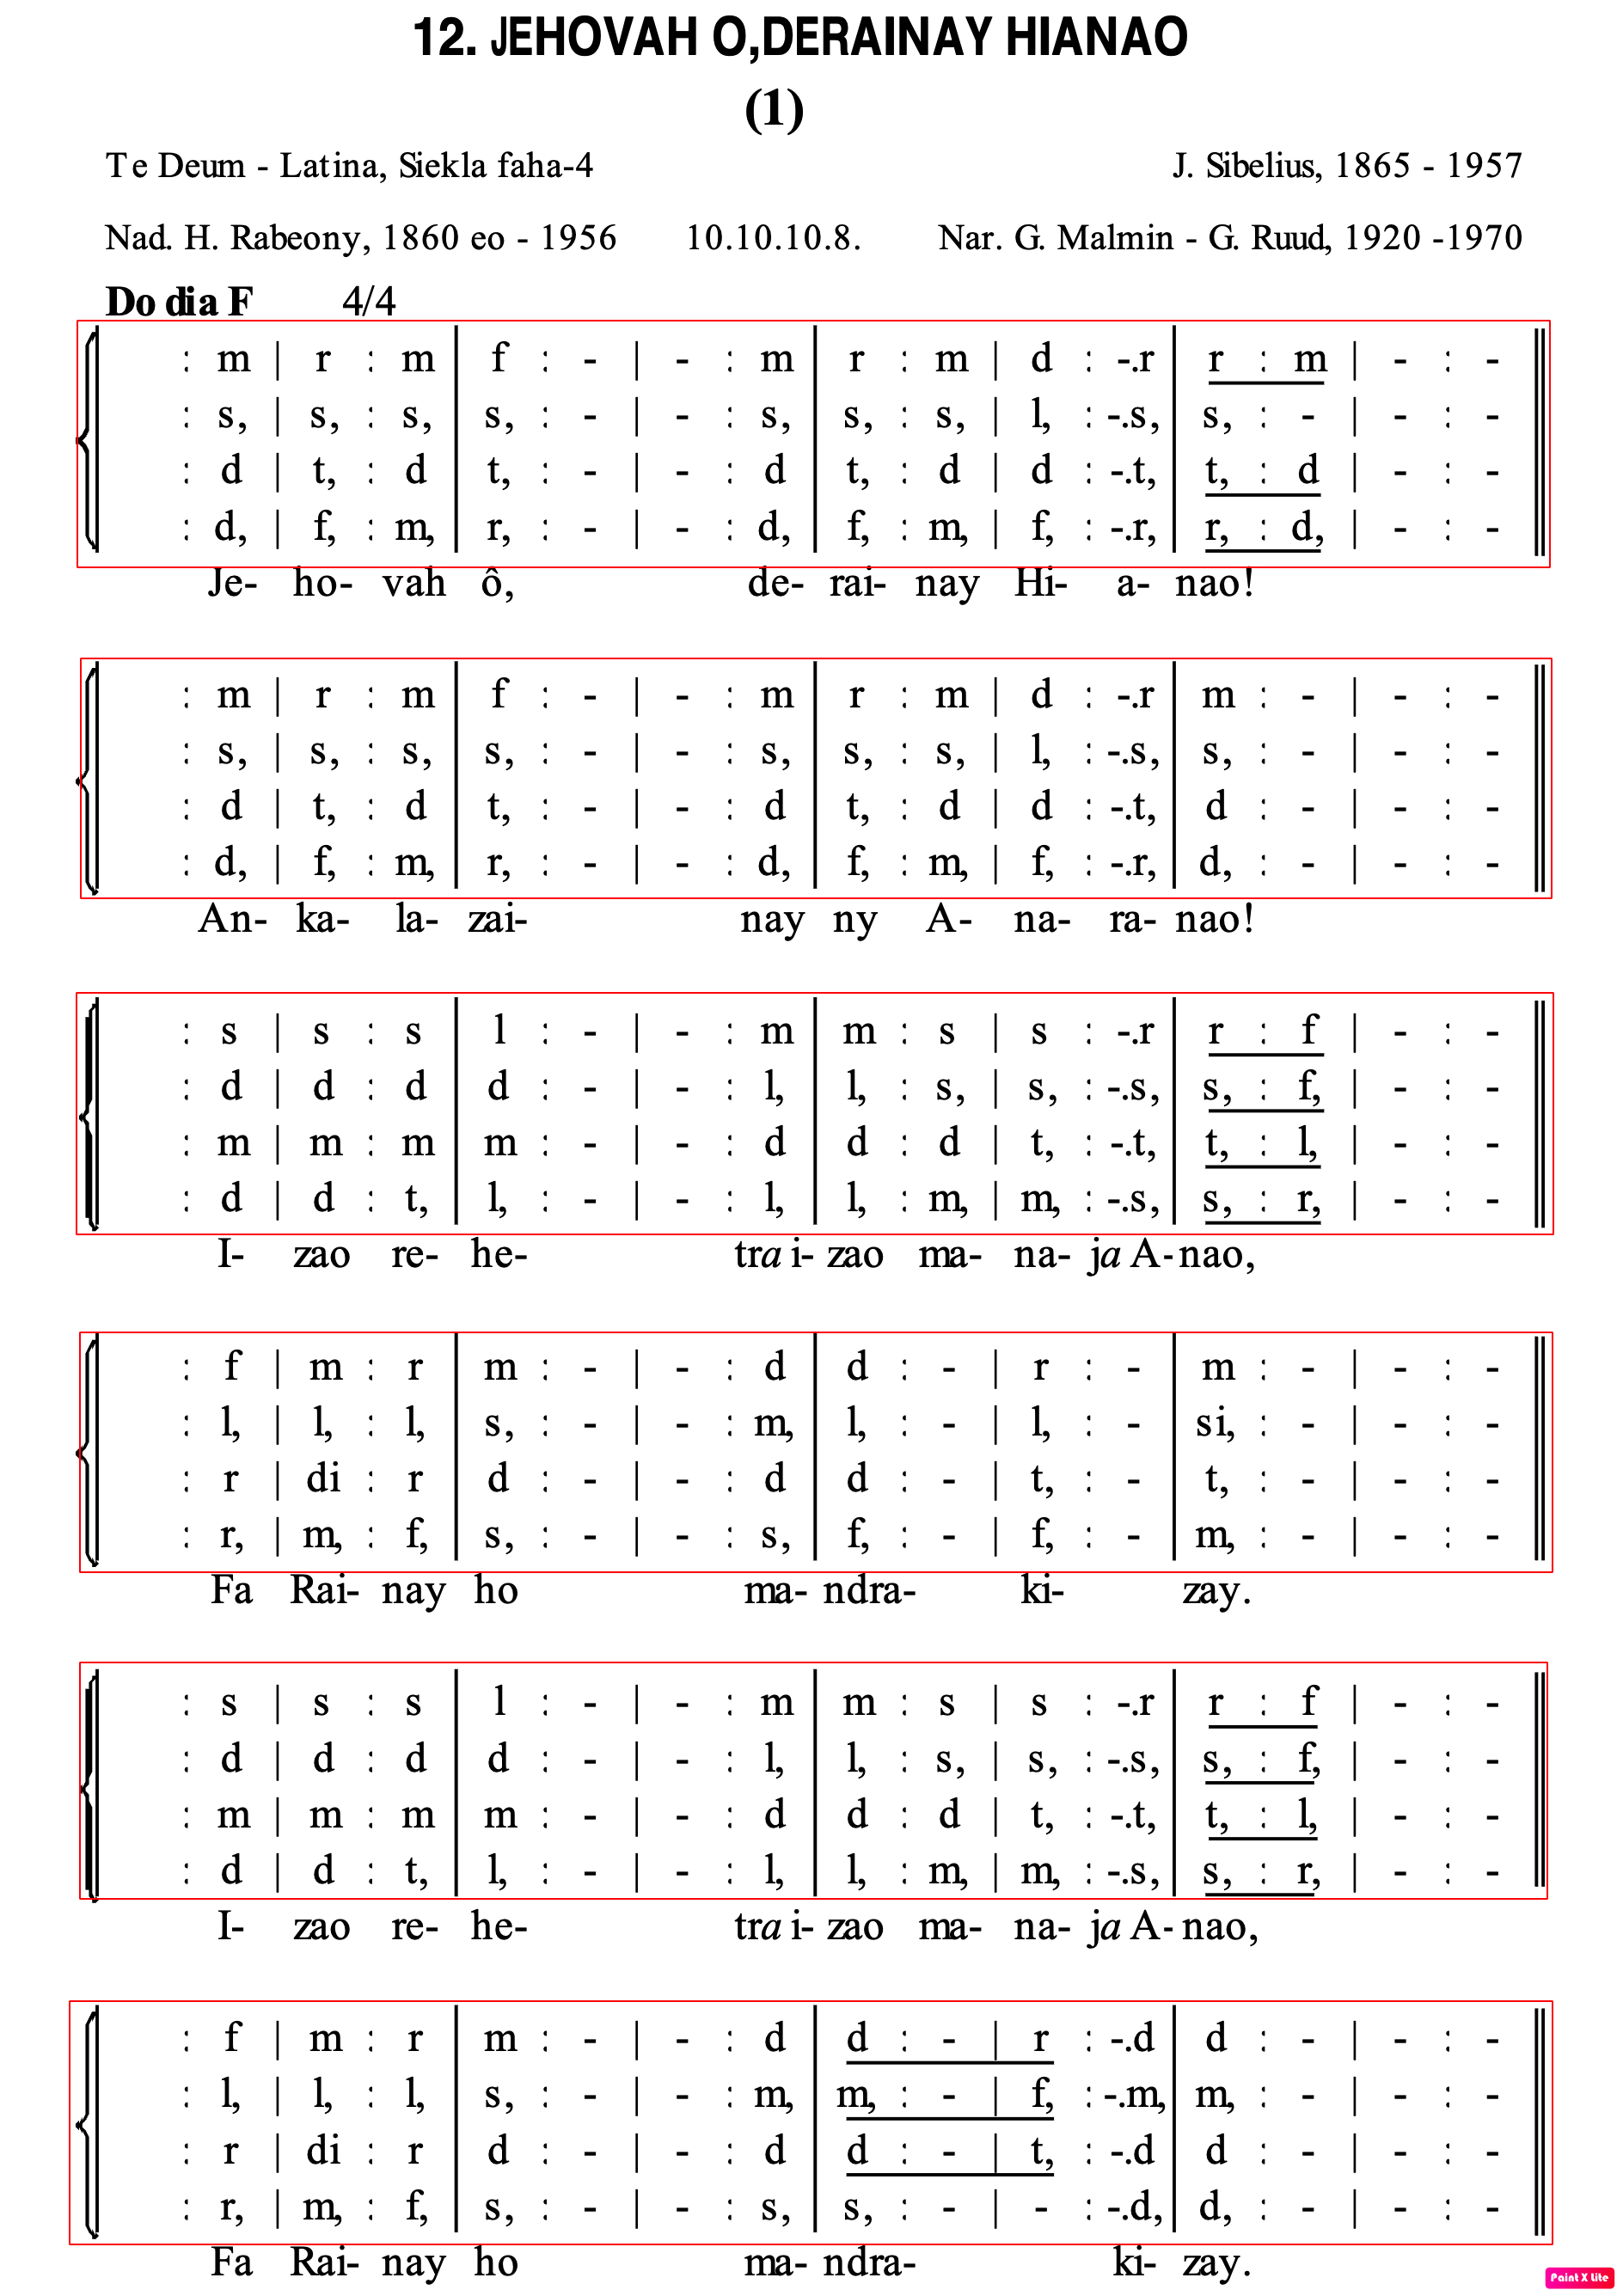 12. JEHOVAH O,DERAINAY HIANAO
(1)
Te Deum - Latina, Siekla faha-4 J. Sibelius, 1865 - 1957
Nad. H. Rabeony, 1860 eo - 1956 10.10.10.8. Nar. G. Malmin - G. Ruud, 1920 -1970
Do dia F 4/4
: m | r : m | f : - | - : m | r : m | d : -.r | r : m | - : - ||
: s, | s, : s, | s, : - | - : s, | s, : s, | l, : -.s, | s, : - | - : - ||
: d | t, : d | t, : - | - : d | t, : d | d : -.t, | t, : d | - : - ||
: d, | f, : m, | r, : - | - : d, | f, : m, | f, : -.r, | r, : d, | - : - ||
Je- ho- vah ô, de- rai- nay Hi- a- nao!
: m | r : m | f : - | - : m | r : m | d : -.r | m : - | - : - ||
: s, | s, : s, | s, : - | - : s, | s, : s, | l, : -.s, | s, : - | - : - ||
: d | t, : d | t, : - | - : d | t, : d | d : -.t, | d : - | - : - ||
: d, | f, : m, | r, : - | - : d, | f, : m, | f, : -.r, | d, : - | - : - ||
An- ka- la- zai- nay ny A- na- ra- nao!
: s | s : s | l : - | - : m | m : s | s : -.r | r : f | - : - ||
: d | d : d | d : - | - : l, | l, : s, | s, : -.s, | s, : f, | - : - ||
: m | m : m | m : - | - : d | d : d | t, : -.t, | t, : l, | - : - ||
: d | d : t, | l, : - | - : l, | l, : m, | m, : -.s, | s, : r, | - : - ||
I- zao re- he- tra i- zao ma- na- ja A- nao,
: f | m : r | m : - | - : d | d : - | r : - | m : - | - : - ||
: l, | l, : l, | s, : - | - : m, | l, : - | l, : - | si, : - | - : - ||
: r | di : r | d : - | - : d | d : - | t, : - | t, : - | - : - ||
: r, | m, : f, | s, : - | - : s, | f, : - | f, : - | m, : - | - : - ||
Fa Rai- nay ho ma- ndra- ki- zay.
: s | s : s | l : - | - : m | m : s | s : -.r | r : f | - : - ||
: d | d : d | d : - | - : l, | l, : s, | s, : -.s, | s, : f, | - : - ||
: m | m : m | m : - | - : d | d : d | t, : -.t, | t, : l, | - : - ||
: d | d : t, | l, : - | - : l, | l, : m, | m, : -.s, | s, : r, | - : - ||
I- zao re- he- tra i- zao ma- na- ja A- nao,
: f | m : r | m : - | - : d | d : - | r : -.d | d : - | - : - ||
: l, | l, : l, | s, : - | - : m, | m, : - | f, : -.m, | m, : - | - : - ||
: r | di : r | d : - | - : d | d : - | t, : -.d | d : - | - : - ||
: r, | m, : f, | s, : - | - : s, | s, : - | - : -.d, | d, : - | - : - ||
Fa Rai- nay ho ma- ndra- ki- zay.
Paint X Lite